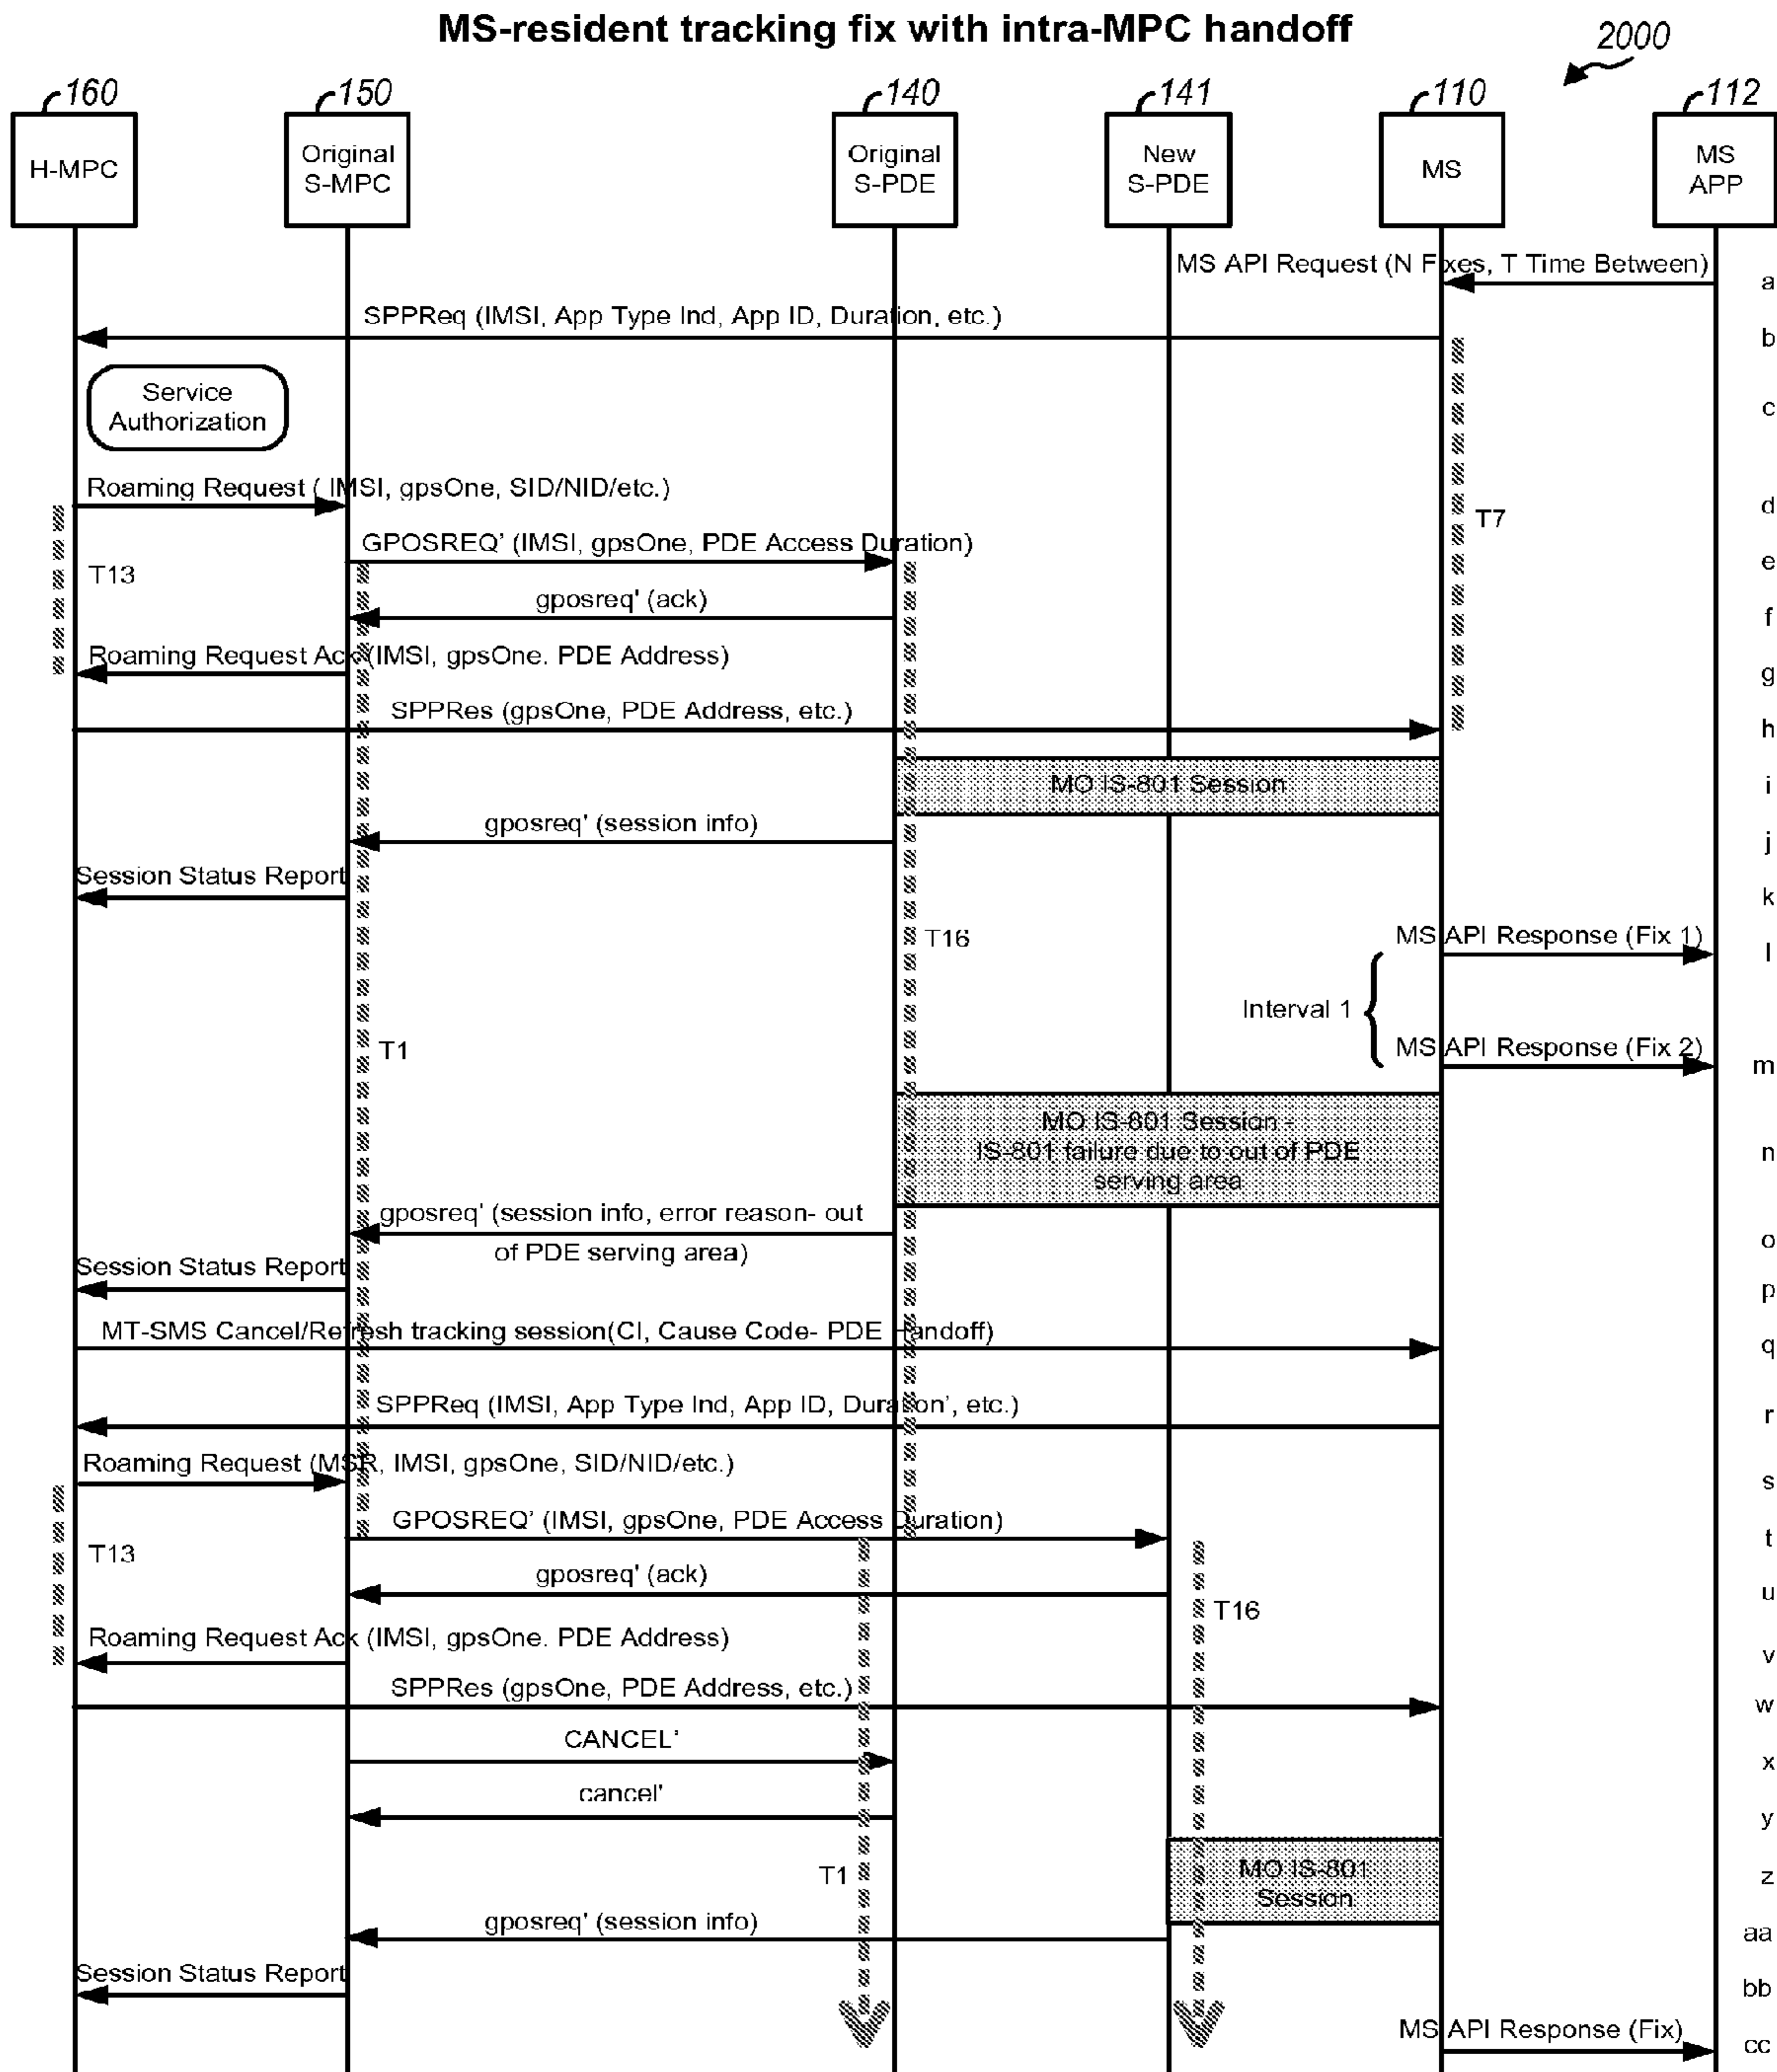 MS-resident tracking fix with intra-MPC handoff
2000
160
150
140
141
110
112
H-MPC
Original
S-MPC
Original
S-PDE
New
S-PDE
MS
MS
APP
MS API Request (N Fixes, T Time Between)
a
SPPReq (IMSI, App Type Ind, App ID, Duration, etc.)
b
Service
Authorization
c
Roaming Request ( IMSI, gpsOne, SID/NID/etc.)
d
T7
GPOSREQ’ (IMSI, gpsOne, PDE Access Duration)
e
T13
gposreq' (ack)
f
Roaming Request Ack (IMSI, gpsOne. PDE Address)
g
SPPRes (gpsOne, PDE Address, etc.)
h
MO IS-801 Session
i
gposreq' (session info)
j
Session Status Report
k
T16
MS API Response (Fix 1)
l
Interval 1
T1
MS API Response (Fix 2)
m
MO IS-801 Session -
IS-801 failure due to out of PDE
serving area
n
gposreq' (session info, error reason- out
of PDE serving area)
o
Session Status Report
p
MT-SMS Cancel/Refresh tracking session(CI, Cause Code- PDE Handoff)
q
SPPReq (IMSI, App Type Ind, App ID, Duration’, etc.)
r
Roaming Request (MSR, IMSI, gpsOne, SID/NID/etc.)
s
GPOSREQ’ (IMSI, gpsOne, PDE Access Duration)
t
T13
gposreq' (ack)
u
T16
Roaming Request Ack (IMSI, gpsOne. PDE Address)
v
SPPRes (gpsOne, PDE Address, etc.)
w
CANCEL’
x
cancel'
y
T1
MO IS-801
Session
z
gposreq' (session info)
aa
Session Status Report
bb
MS API Response (Fix)
cc